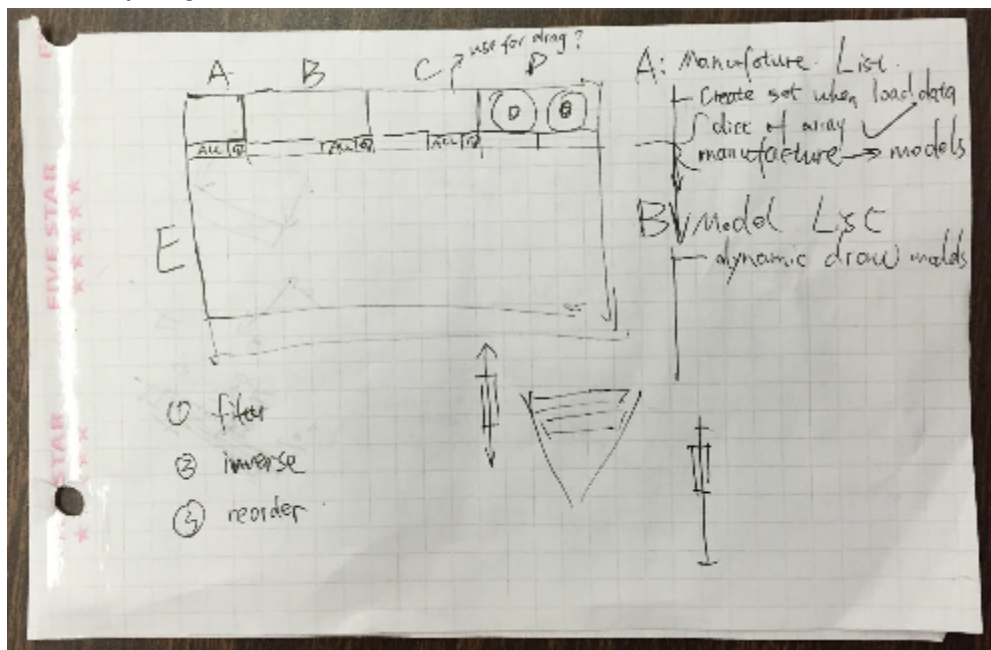 use for drag?
A B C D
A: Manufature List.
Create set when load data
dice of array
manufacture → models
ALL ALL ALL
B Model List
dynamic draw models
E
① filter
② inverse
③ reorder
FIVE STAR
STAR